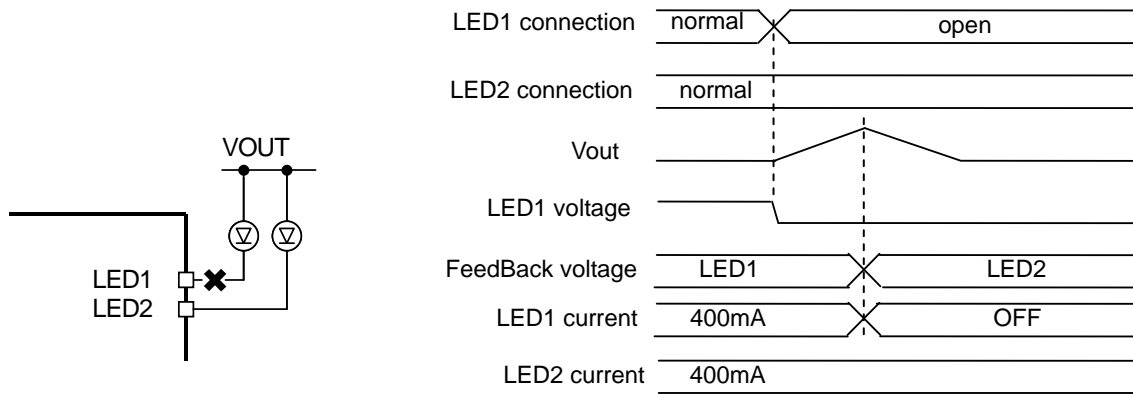 VOUT
LED1
LED2
LED1 connection normal open
LED2 connection normal
Vout
LED1 voltage
FeedBack voltage LED1 LED2
LED1 current 400mA OFF
LED2 current 400mA